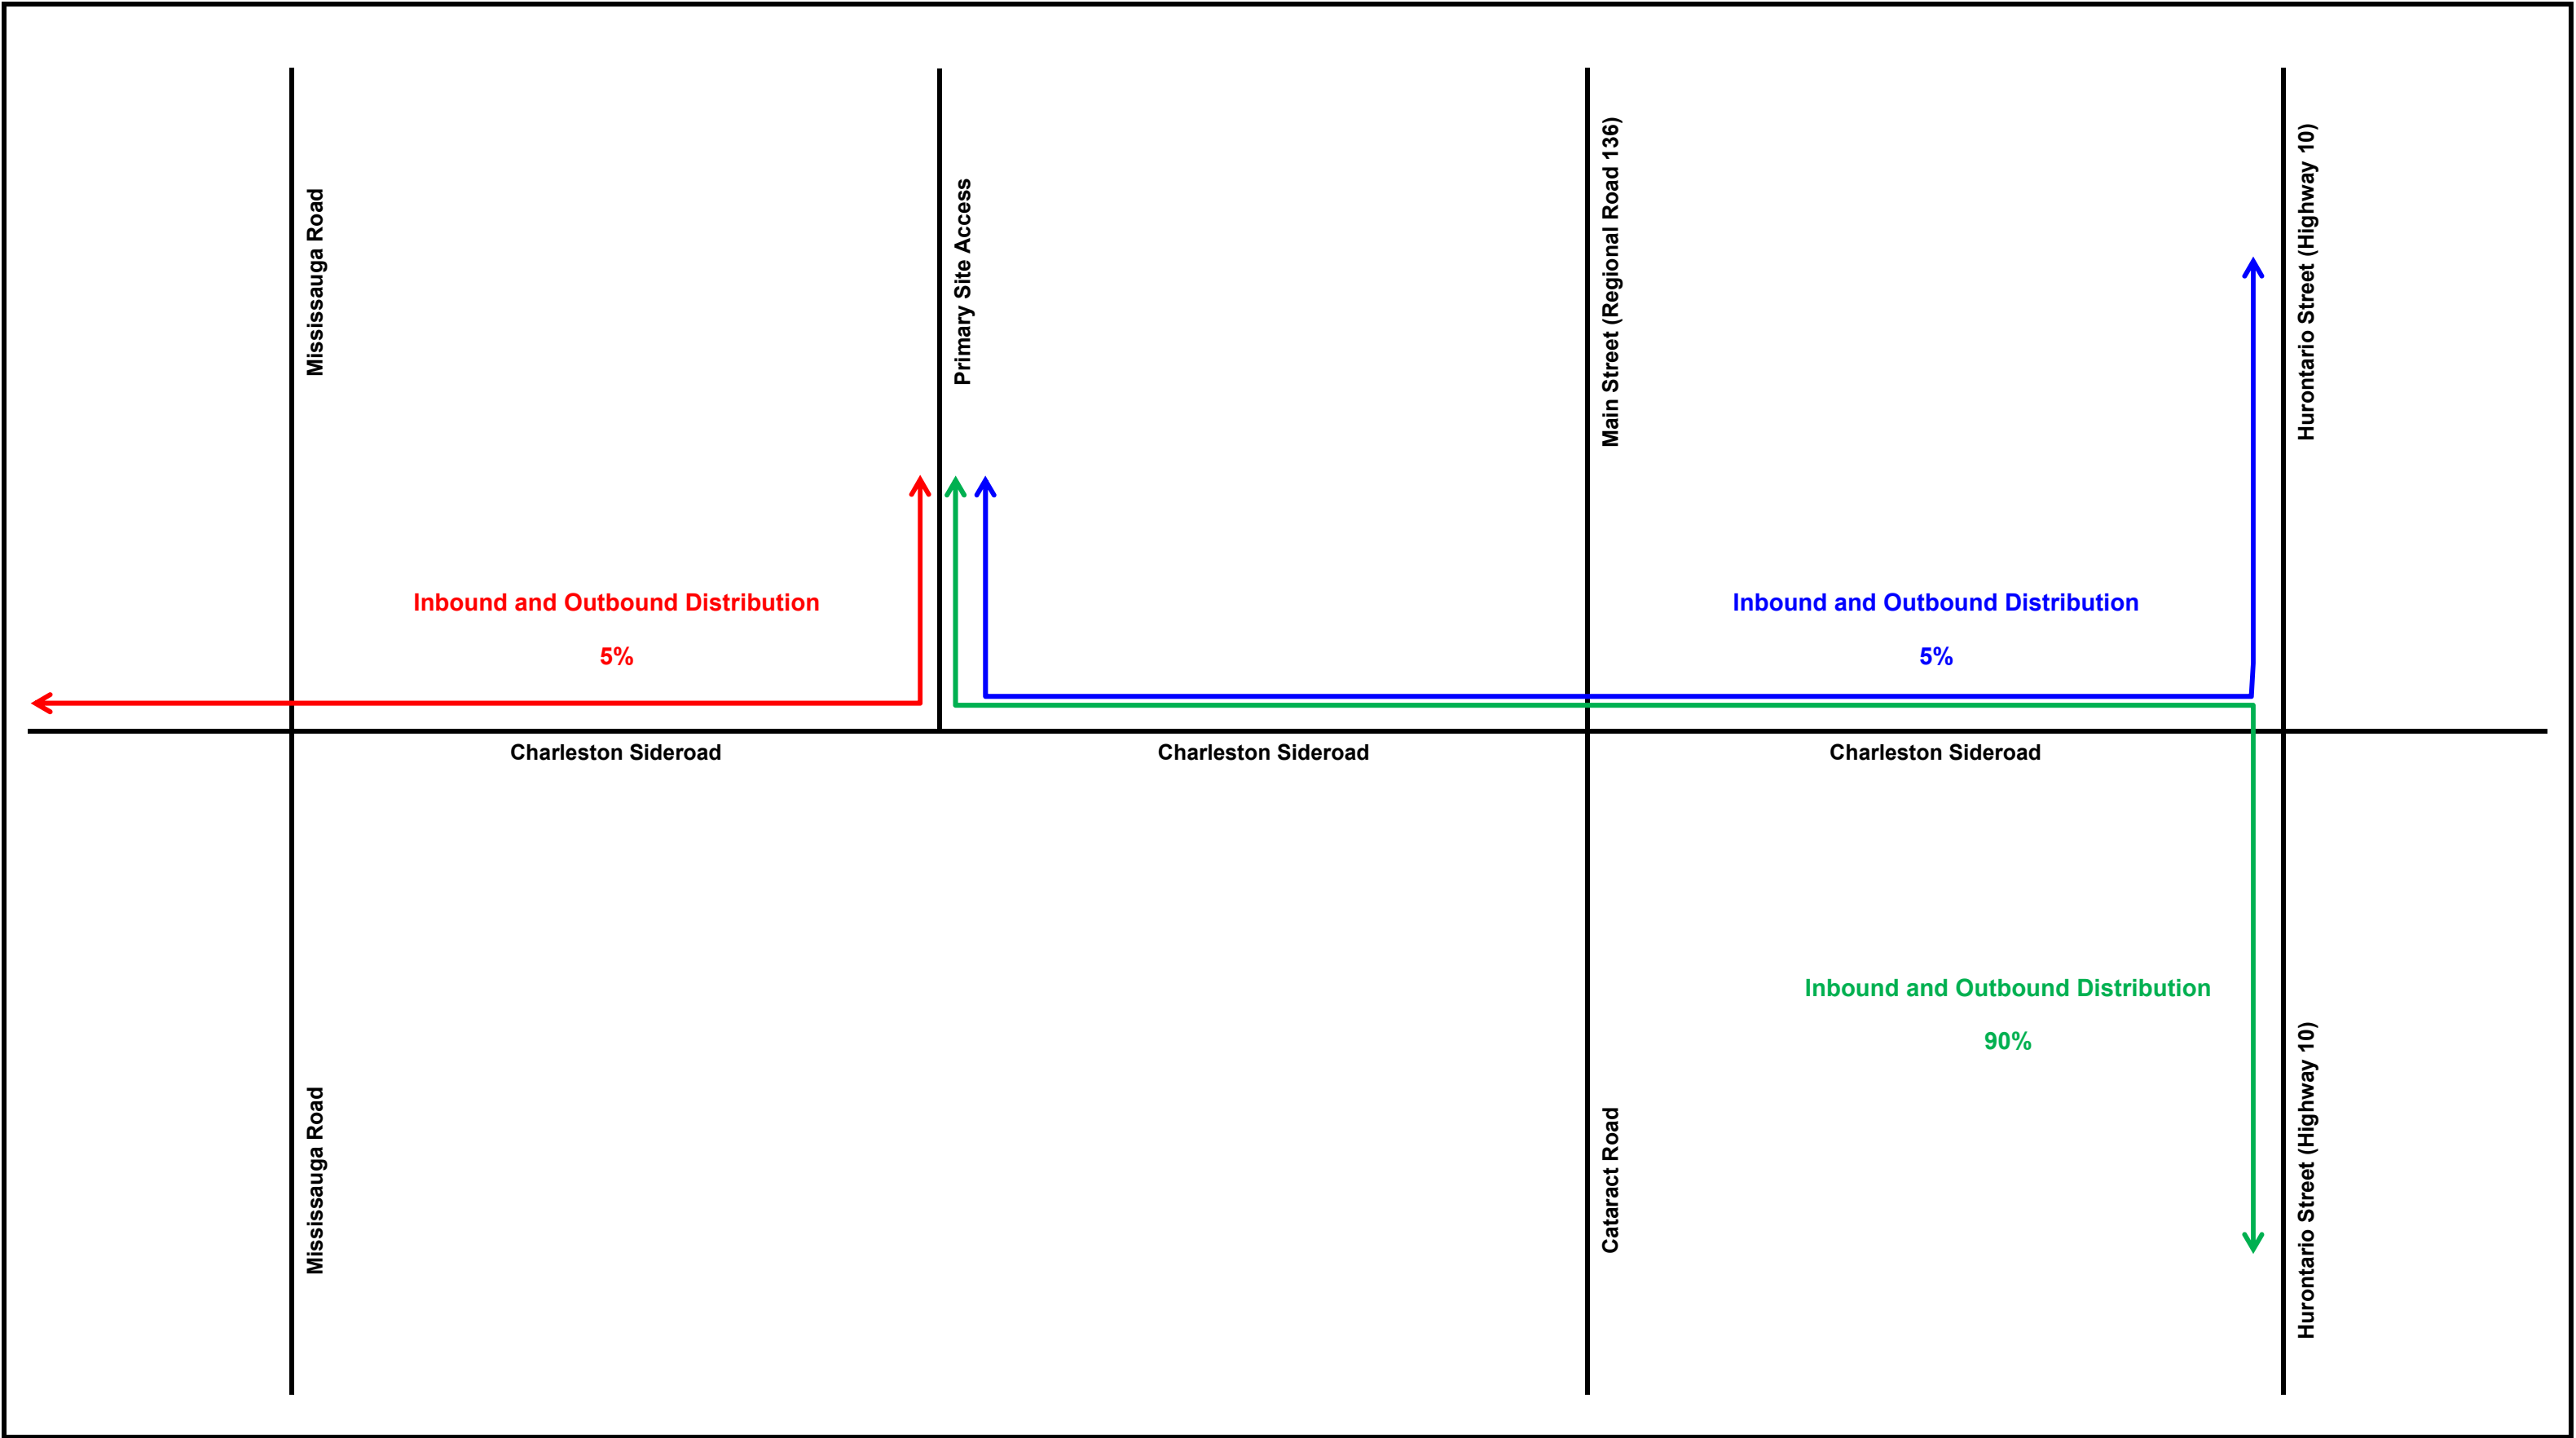 Mississauga Road
Primary Site Access
Main Street (Regional Road 136)
Hurontario Street (Highway 10)
Inbound and Outbound Distribution
5%
Inbound and Outbound Distribution
5%
Charleston Sideroad
Charleston Sideroad
Charleston Sideroad
Inbound and Outbound Distribution
90%
Mississauga Road
Cataract Road
Hurontario Street (Highway 10)